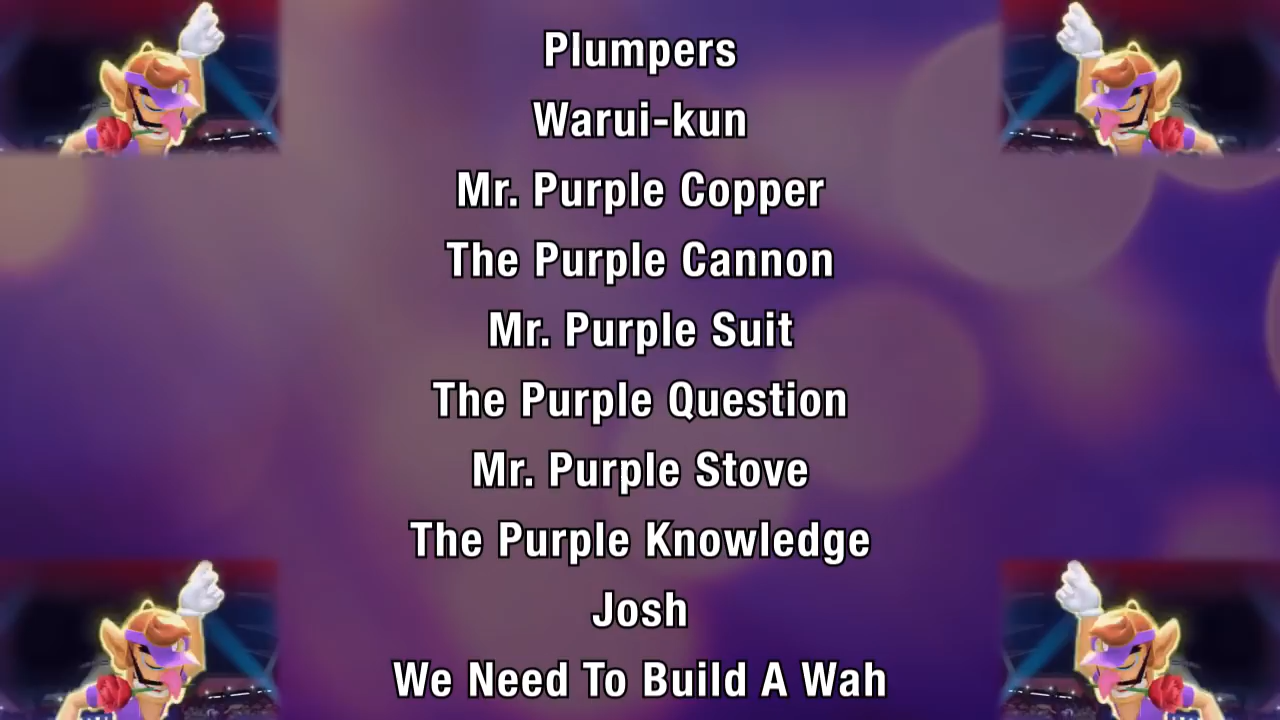 Plumpers
Warui-kun
Mr. Purple Copper
The Purple Cannon
Mr. Purple Suit
The Purple Question
Mr. Purple Stove
The Purple Knowledge
Josh
We Need To Build A Wah